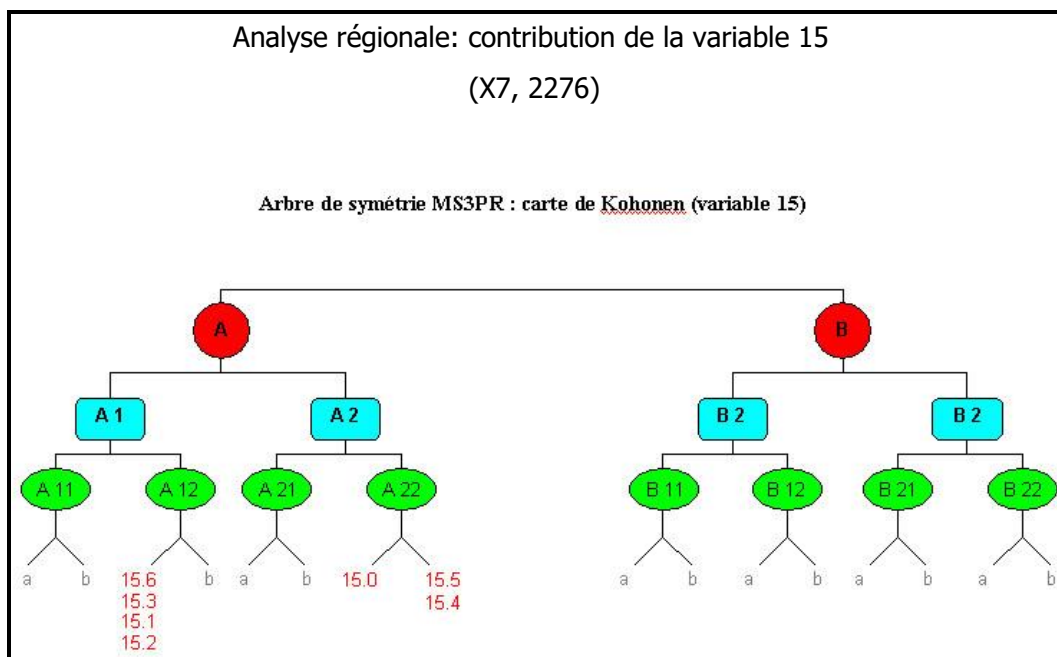 Analyse régionale: contribution de la variable 15
(X7, 2276)
Arbre de symétrie MS3PR : carte de Kohonen (variable 15)
A B
A 1 A 2 B 2 B 2
A 11 A 12 A 21 A 22 B 11 B 12 B 21 B 22
a b 15.6 b a b 15.0 15.5 a b a b a b a b
15.3 15.4
15.1
15.2